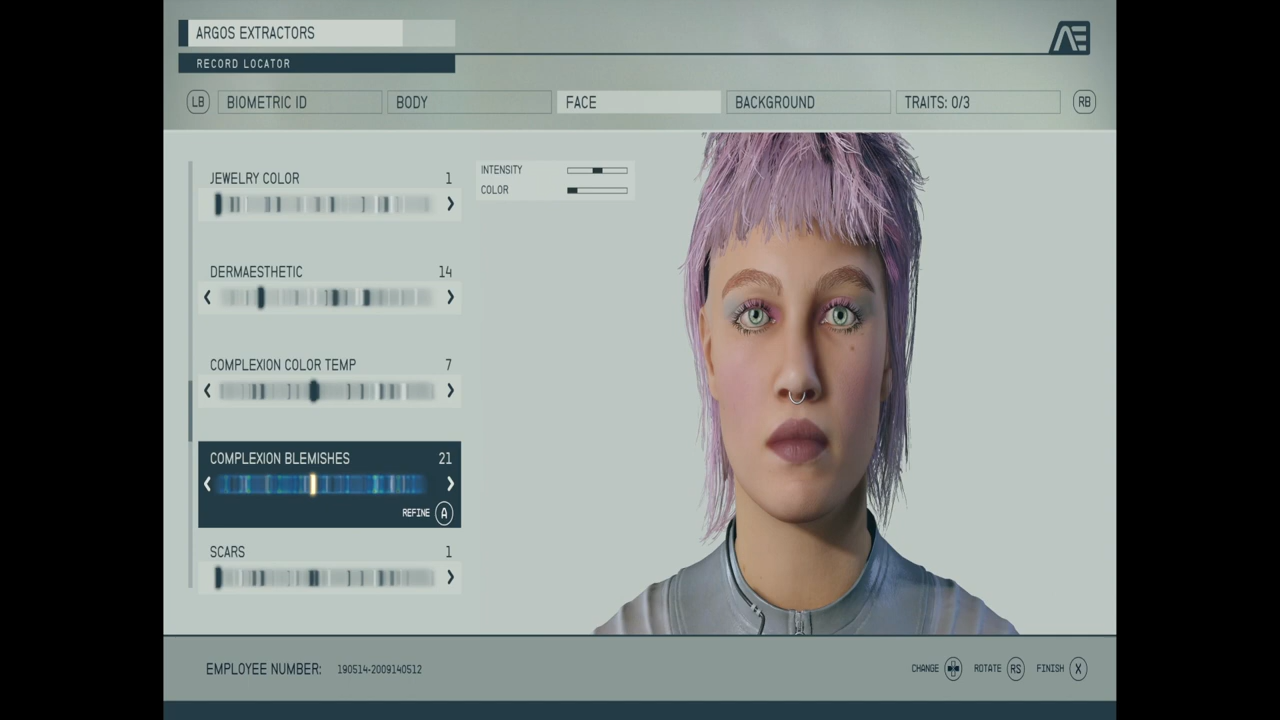 ARGOS EXTRACTORS
AE
RECORD LOCATOR
LB BIOMETRIC ID BODY FACE BACKGROUND TRAITS: 0/3 RB
JEWELRY COLOR 1
INTENSITY
COLOR
DERMAESTHETIC 14
COMPLEXION COLOR TEMP 7
COMPLEXION BLEMISHES 21
REFINE A
SCARS 1
EMPLOYEE NUMBER: 190514-2009140512
CHANGE ROTATE RS FINISH X